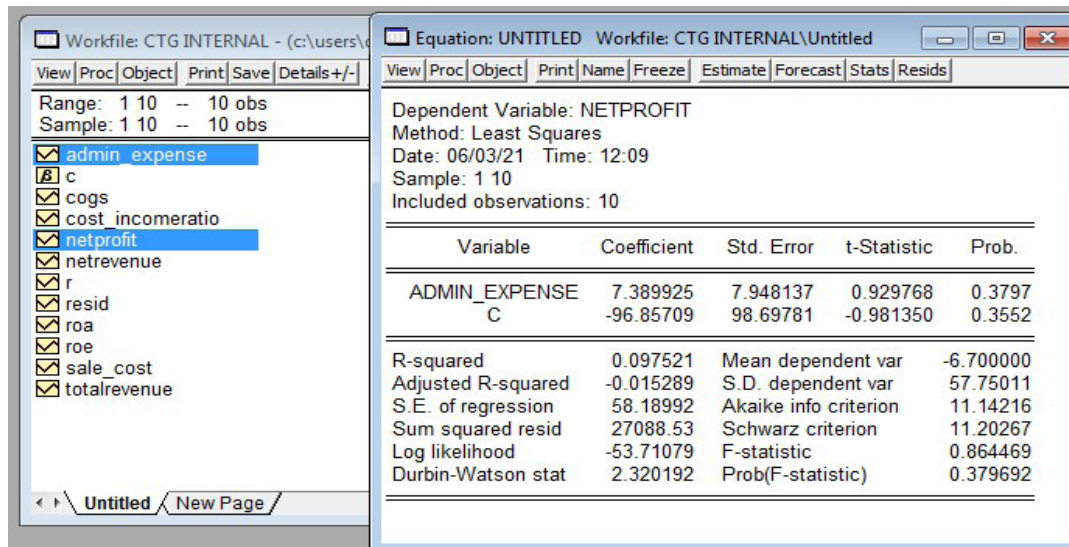 Workfile: CTG INTERNAL - (c:\users\
View Proc Object Print Save Details+/-
Range: 1 10 -- 10 obs
Sample: 1 10 -- 10 obs
admin_expense
β c
cogs
cost_incomeratio
netprofit
netrevenue
r
resid
roa
roe
sale_cost
totalrevenue
Untitled New Page
Equation: UNTITLED Workfile: CTG INTERNAL\Untitled
View Proc Object Print Name Freeze Estimate Forecast Stats Resids
Dependent Variable: NETPROFIT
Method: Least Squares
Date: 06/03/21 Time: 12:09
Sample: 1 10
Included observations: 10
Variable Coefficient Std. Error t-Statistic Prob.
ADMIN_EXPENSE 7.389925 7.948137 0.929768 0.3797
C -96.85709 98.69781 -0.981350 0.3552
R-squared 0.097521 Mean dependent var -6.700000
Adjusted R-squared -0.015289 S.D. dependent var 57.75011
S.E. of regression 58.18992 Akaike info criterion 11.14216
Sum squared resid 27088.53 Schwarz criterion 11.20267
Log likelihood -53.71079 F-statistic 0.864469
Durbin-Watson stat 2.320192 Prob(F-statistic) 0.379692